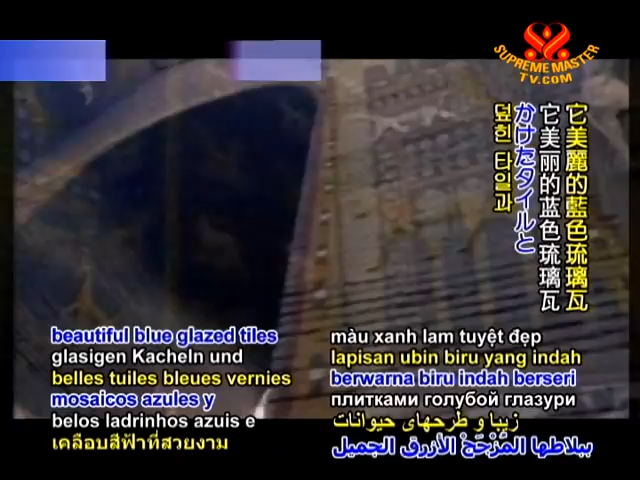 SUPREME MASTER
TV.COM
它美麗的藍色琉璃瓦
它美丽的蓝色琉璃瓦
かけたタイルと
덮힌 타일과
beautiful blue glazed tiles
glasigen Kacheln und
belles tuiles bleues vernies
mosaicos azules y
belos ladrinhos azuis e
เคลือบสีฟ้าที่สวยงาม
màu xanh lam tuyệt đẹp
lapisan ubin biru yang indah
berwarna biru indah berseri
плитками голубой глазури
زیبا و طرحهای حیوانات
ببلاطها المُزَجَّج الأزرق الجميل